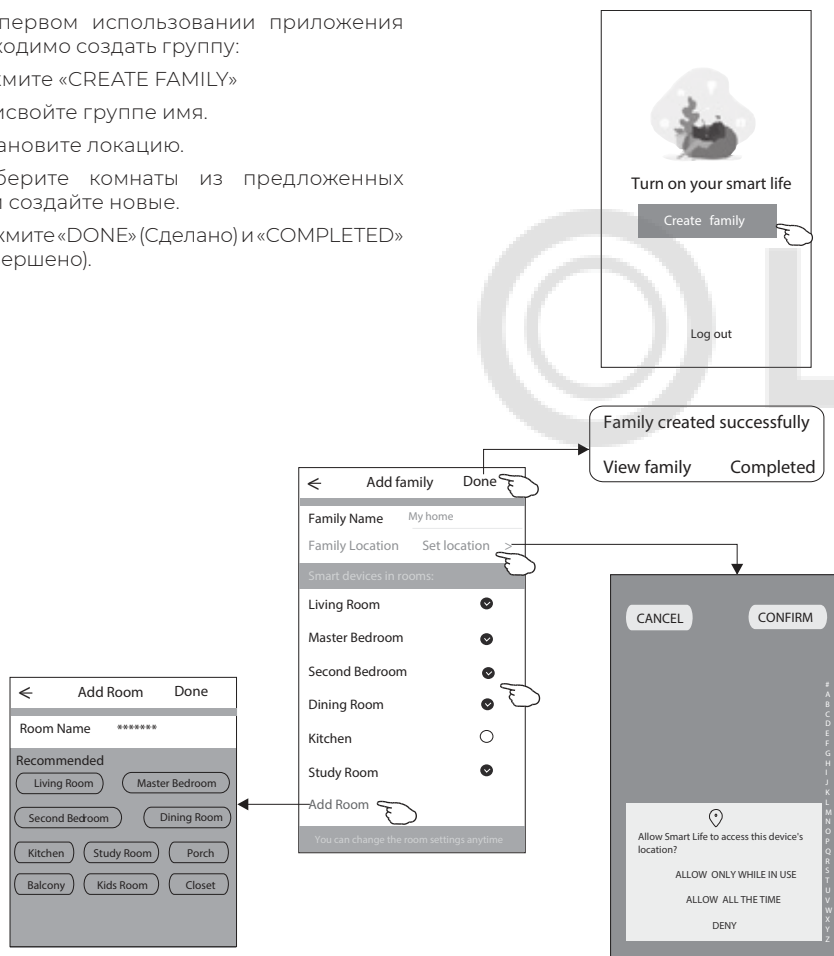 первом использовании приложения
ходимо создать группу:
жмите «CREATE FAMILY»
исвойте группе имя.
ановите локацию.
берите комнаты из предложенных
и создайте новые.
жмите «DONE» (Сделано) и «COMPLETED»
вершено).
Turn on your smart life
Create family
Log out
Family created successfully
View family Completed
Add family Done
Family Name My home
Family Location Set location >
Smart devices in rooms:
Living Room
Master Bedroom
Second Bedroom
Dining Room
Kitchen
Study Room
Add Room
You can change the room settings anytime
Add Room Done
Room Name *******
Recommended
Living Room Master Bedroom
Second Bedroom Dining Room
Kitchen Study Room Porch
Balcony Kids Room Closet
CANCEL CONFIRM
#
A
B
C
D
E
F
G
H
I
J
K
L
M
N
O
P
Q
R
S
T
U
V
W
X
Y
Z
Allow Smart Life to access this device's
location?
ALLOW ONLY WHILE IN USE
ALLOW ALL THE TIME
DENY
OL